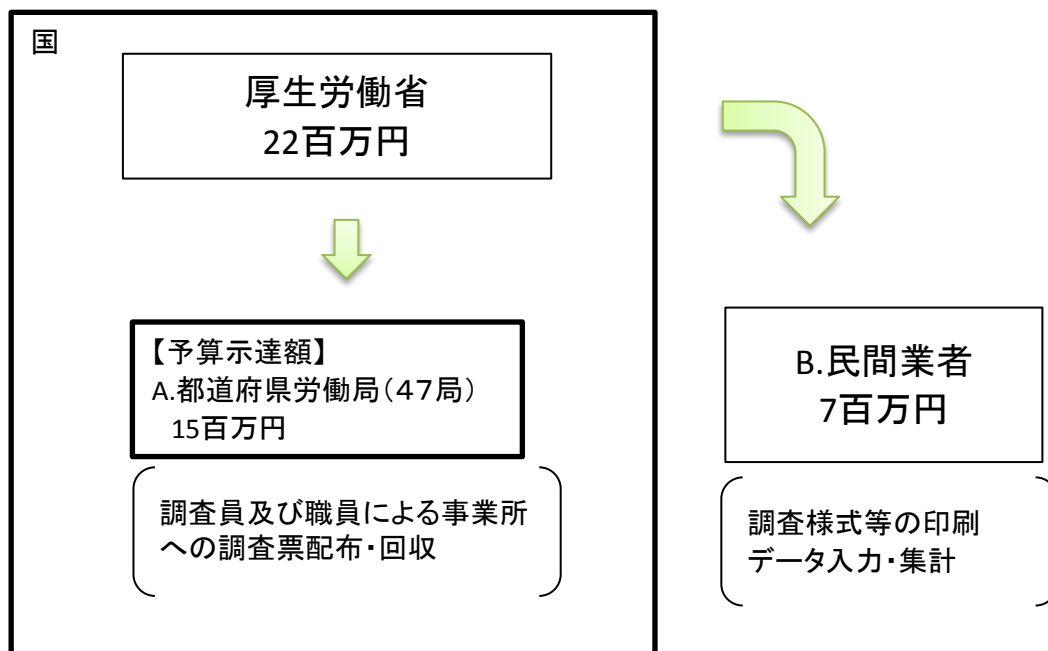 国
厚生労働省
22百万円
【予算示達額】
A.都道府県労働局（４７局）
15百万円
調査員及び職員による事業所
への調査票配布・回収
B.民間業者
7百万円
調査様式等の印刷
データ入力・集計